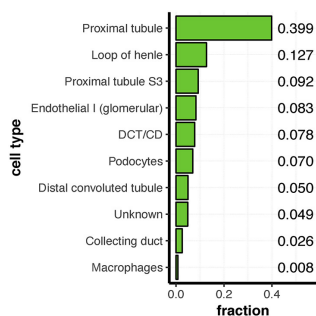 Proximal tubule 0.399
Loop of henle 0.127
Proximal tubule S3 0.092
Endothelial I (glomerular) 0.083
DCT/CD 0.078
Podocytes 0.070
Distal convoluted tubule 0.050
Unknown 0.049
Collecting duct 0.026
Macrophages 0.008
cell type
0.0 0.2 0.4
fraction